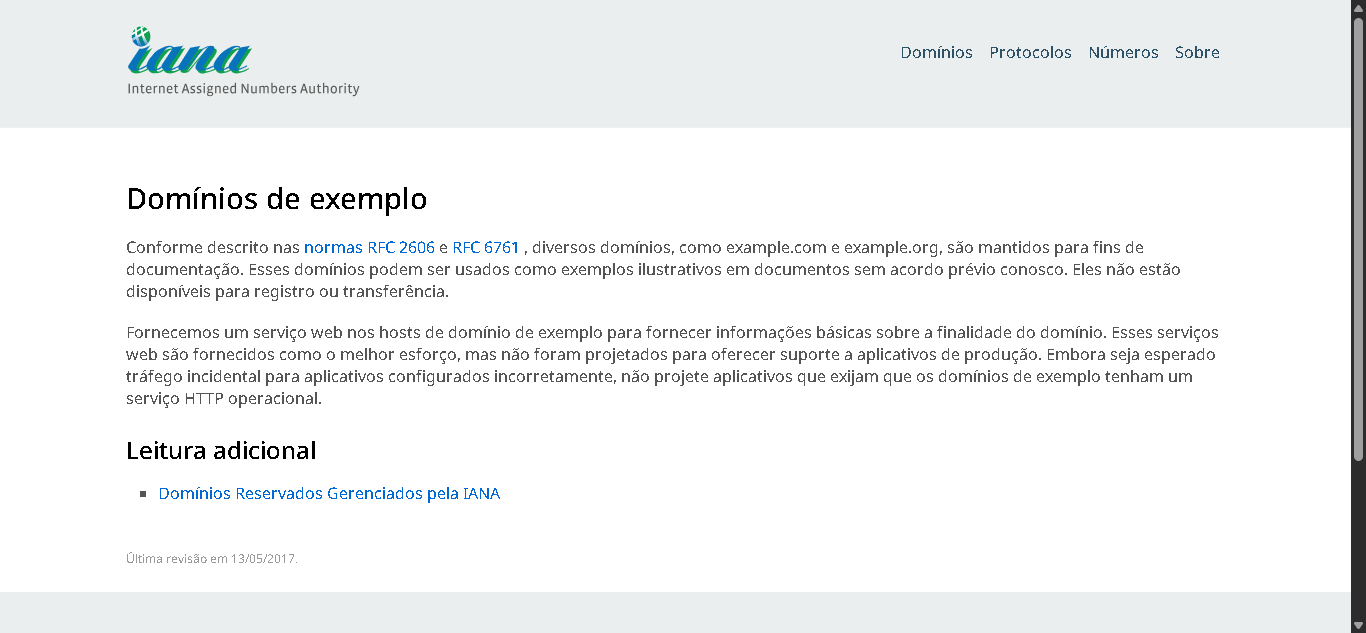 iana
Internet Assigned Numbers Authority
Domínios Protocolos Números Sobre
Domínios de exemplo
Conforme descrito nas normas RFC 2606 e RFC 6761 , diversos domínios, como example.com e example.org, são mantidos para fins de
documentação. Esses domínios podem ser usados como exemplos ilustrativos em documentos sem acordo prévio conosco. Eles não estão
disponíveis para registro ou transferência.
Fornecemos um serviço web nos hosts de domínio de exemplo para fornecer informações básicas sobre a finalidade do domínio. Esses serviços
web são fornecidos como o melhor esforço, mas não foram projetados para oferecer suporte a aplicativos de produção. Embora seja esperado
tráfego incidental para aplicativos configurados incorretamente, não projete aplicativos que exijam que os domínios de exemplo tenham um
serviço HTTP operacional.
Leitura adicional
Domínios Reservados Gerenciados pela IANA
Última revisão em 13/05/2017.